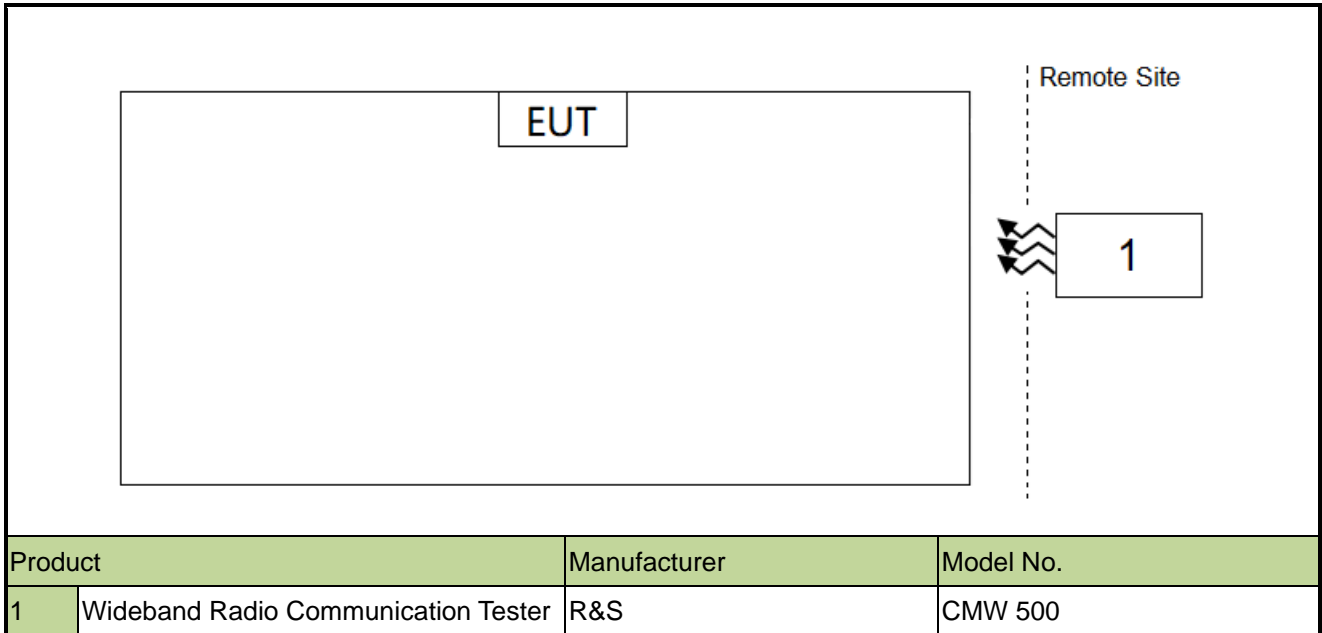 Remote Site
EUT
1
Product Manufacturer Model No.
1 Wideband Radio Communication Tester R&S CMW 500